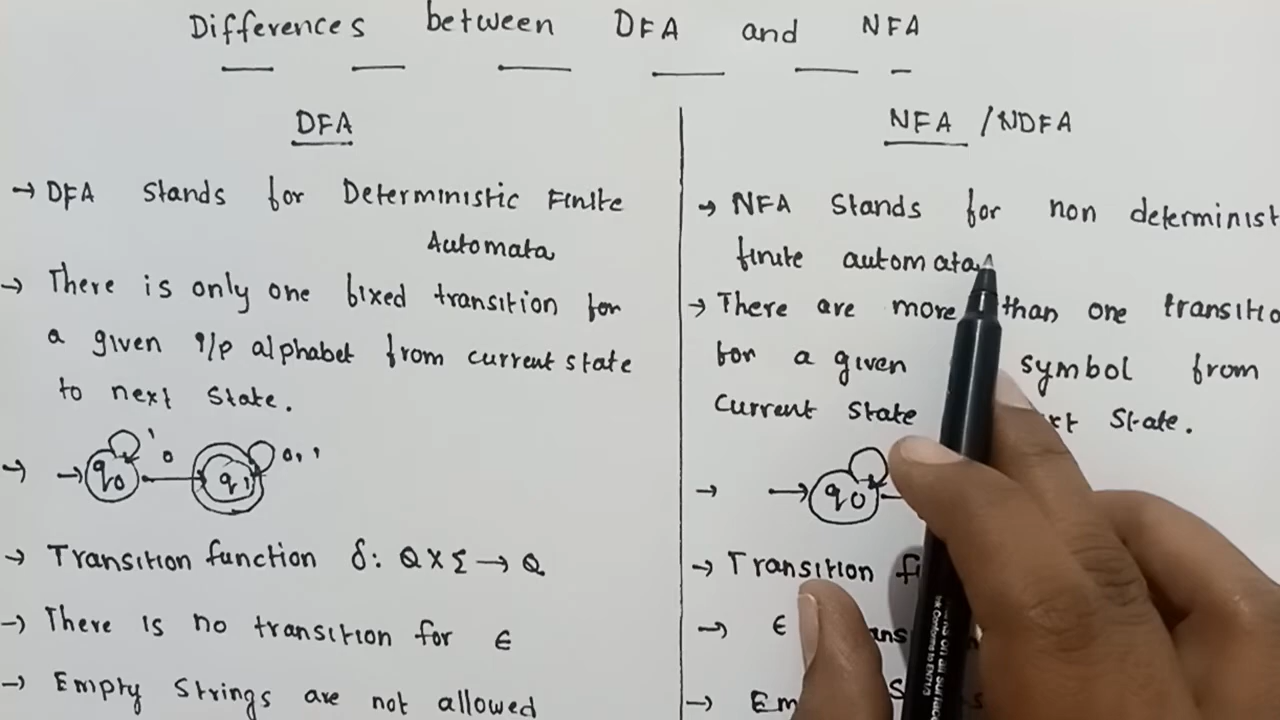 Differences between DFA and NFA
DFA
→ DFA stands for Deterministic Finite
Automata
→ There is only one fixed transition for
a given i/p alphabet from current state
to next state.
→ → q0 1 0 q1 0,1
→ Transition function δ: Q X Σ → Q
→ There is no transition for ϵ
→ Empty strings are not allowed
NFA / NDFA
→ NFA stands for non
finite automata
→ There are more than one
for a given symbol from
current state State.
→ → q0
→ Transition
→ ϵ
→